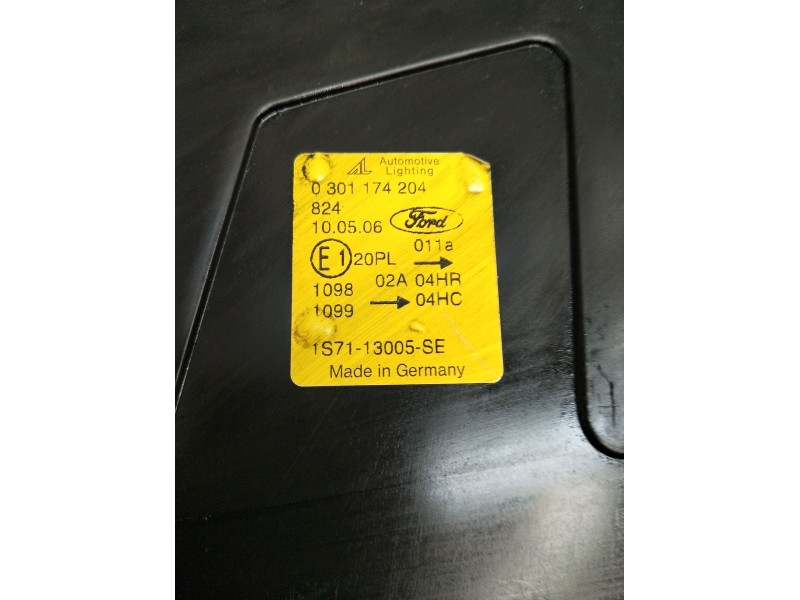 AL Automotive
Lighting
0 301 174 204
824
10.05.06 Ford
E1 20PL 011a
02A 04HR
1098
1099 04HC
1S71-13005-SE
Made in Germany